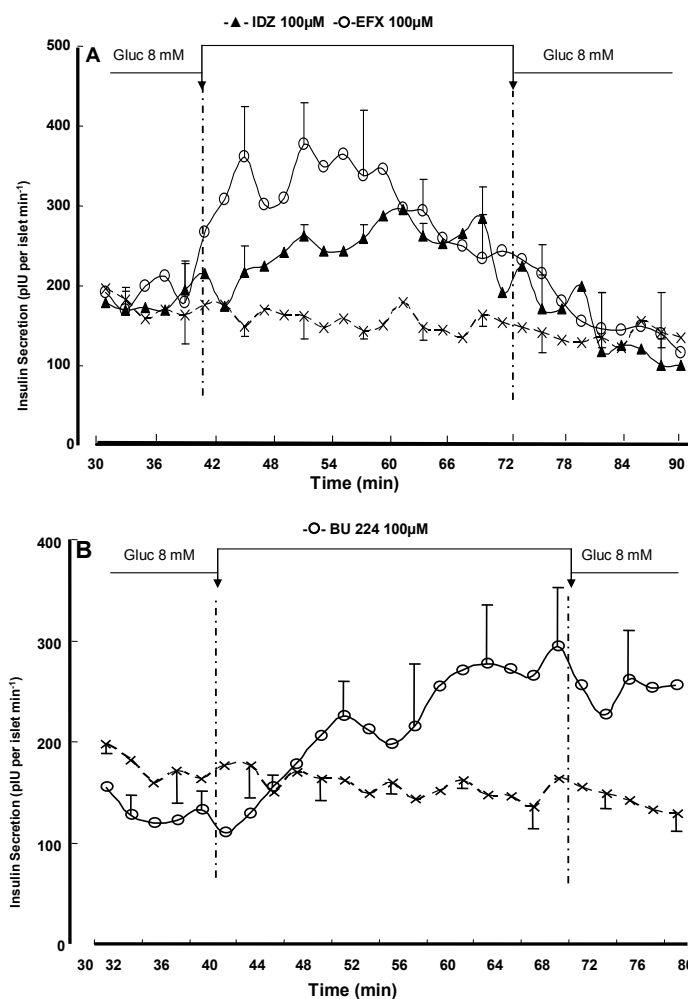 -▲- IDZ 100µM -O-EFX 100µM
A
Gluc 8 mM
Gluc 8 mM
500
400
300
200
100
0
Insulin Secretion (pIU per islet min-1)
30 36 42 48 54 60 66 72 78 84 90
Time (min)
-O- BU 224 100µM
B
Gluc 8 mM
Gluc 8 mM
400
300
200
100
0
Insulin Secretion (pIU per islet min-1)
30 32 36 40 44 48 52 56 60 64 68 72 76 80
Time (min)